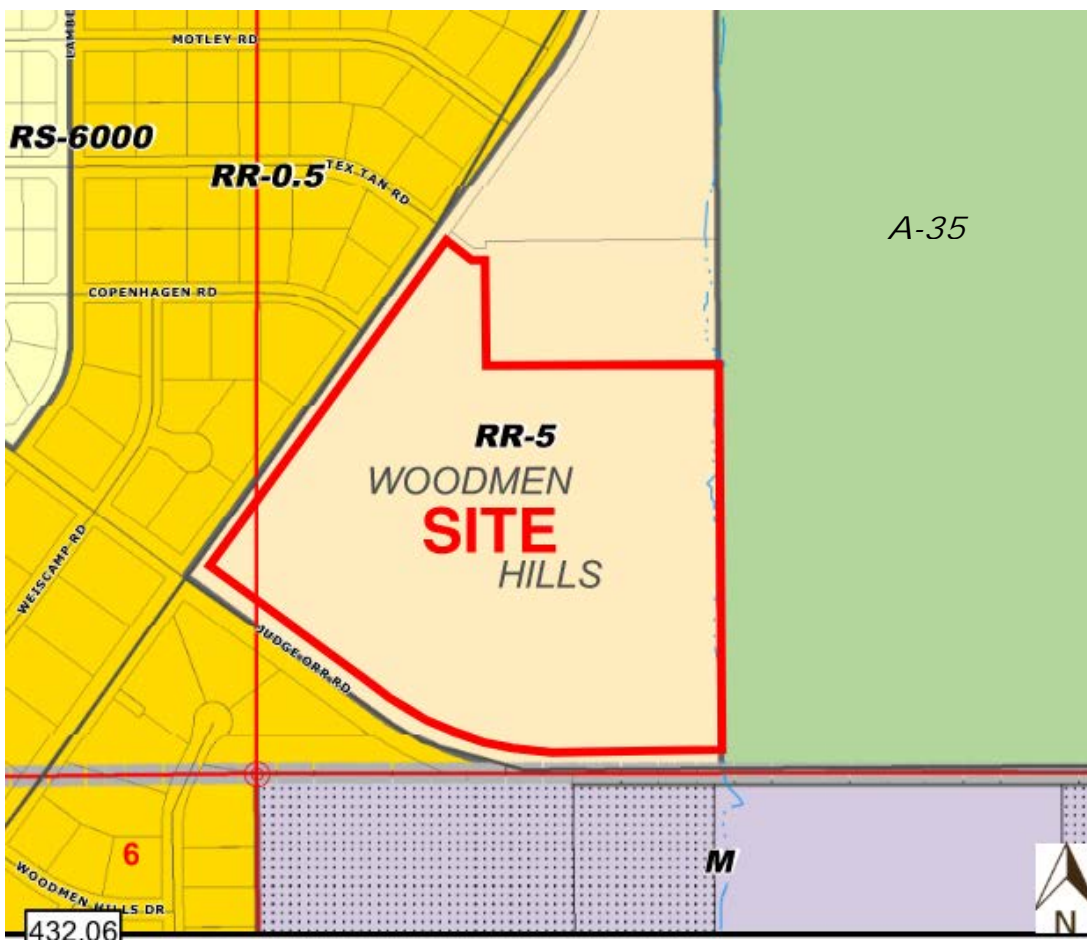 LAMBE
MOTLEY RD
RS-6000
RR-0.5
TEX TAN RD
A-35
COPENHAGEN RD
RR-5
WOODMEN
SITE
HILLS
WEISCAMP RD
JUDGE ORR RD
6
M
WOODMEN HILLS DR
432.06
N